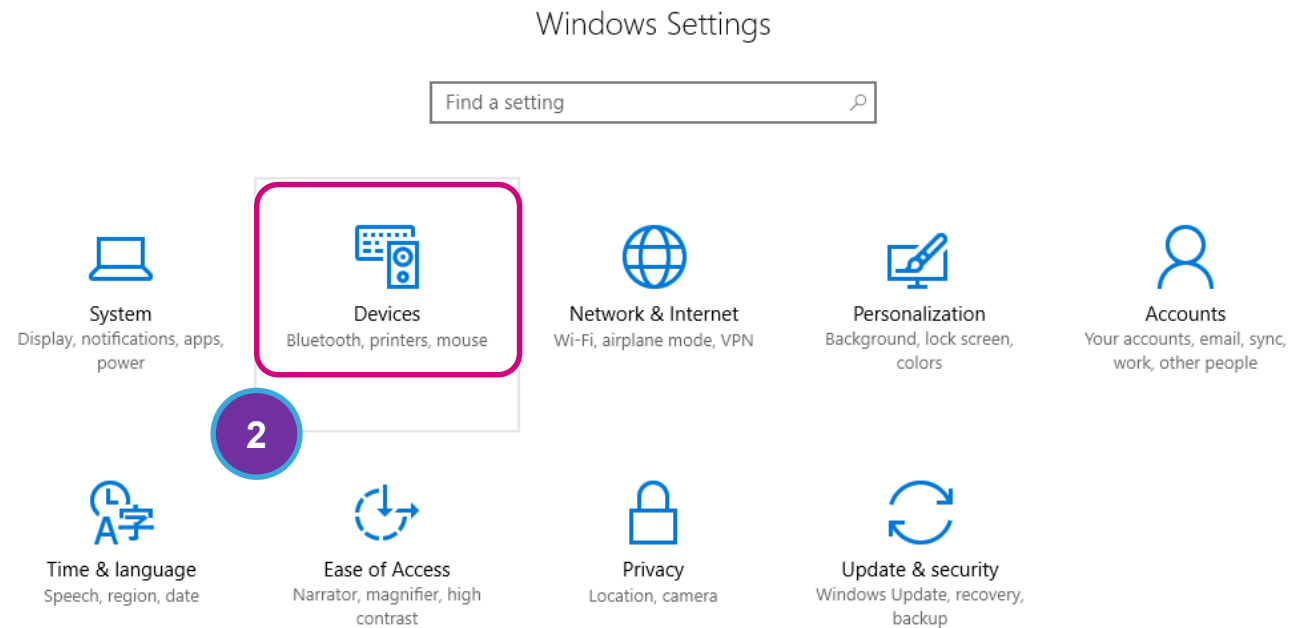 Windows Settings
Find a setting
System
Display, notifications, apps,
power
Devices
Bluetooth, printers, mouse
Network & Internet
Wi-Fi, airplane mode, VPN
Personalization
Background, lock screen,
colors
Accounts
Your accounts, email, sync,
work, other people
2
A字
Time & language
Speech, region, date
Ease of Access
Narrator, magnifier, high
contrast
Privacy
Location, camera
Update & security
Windows Update, recovery,
backup